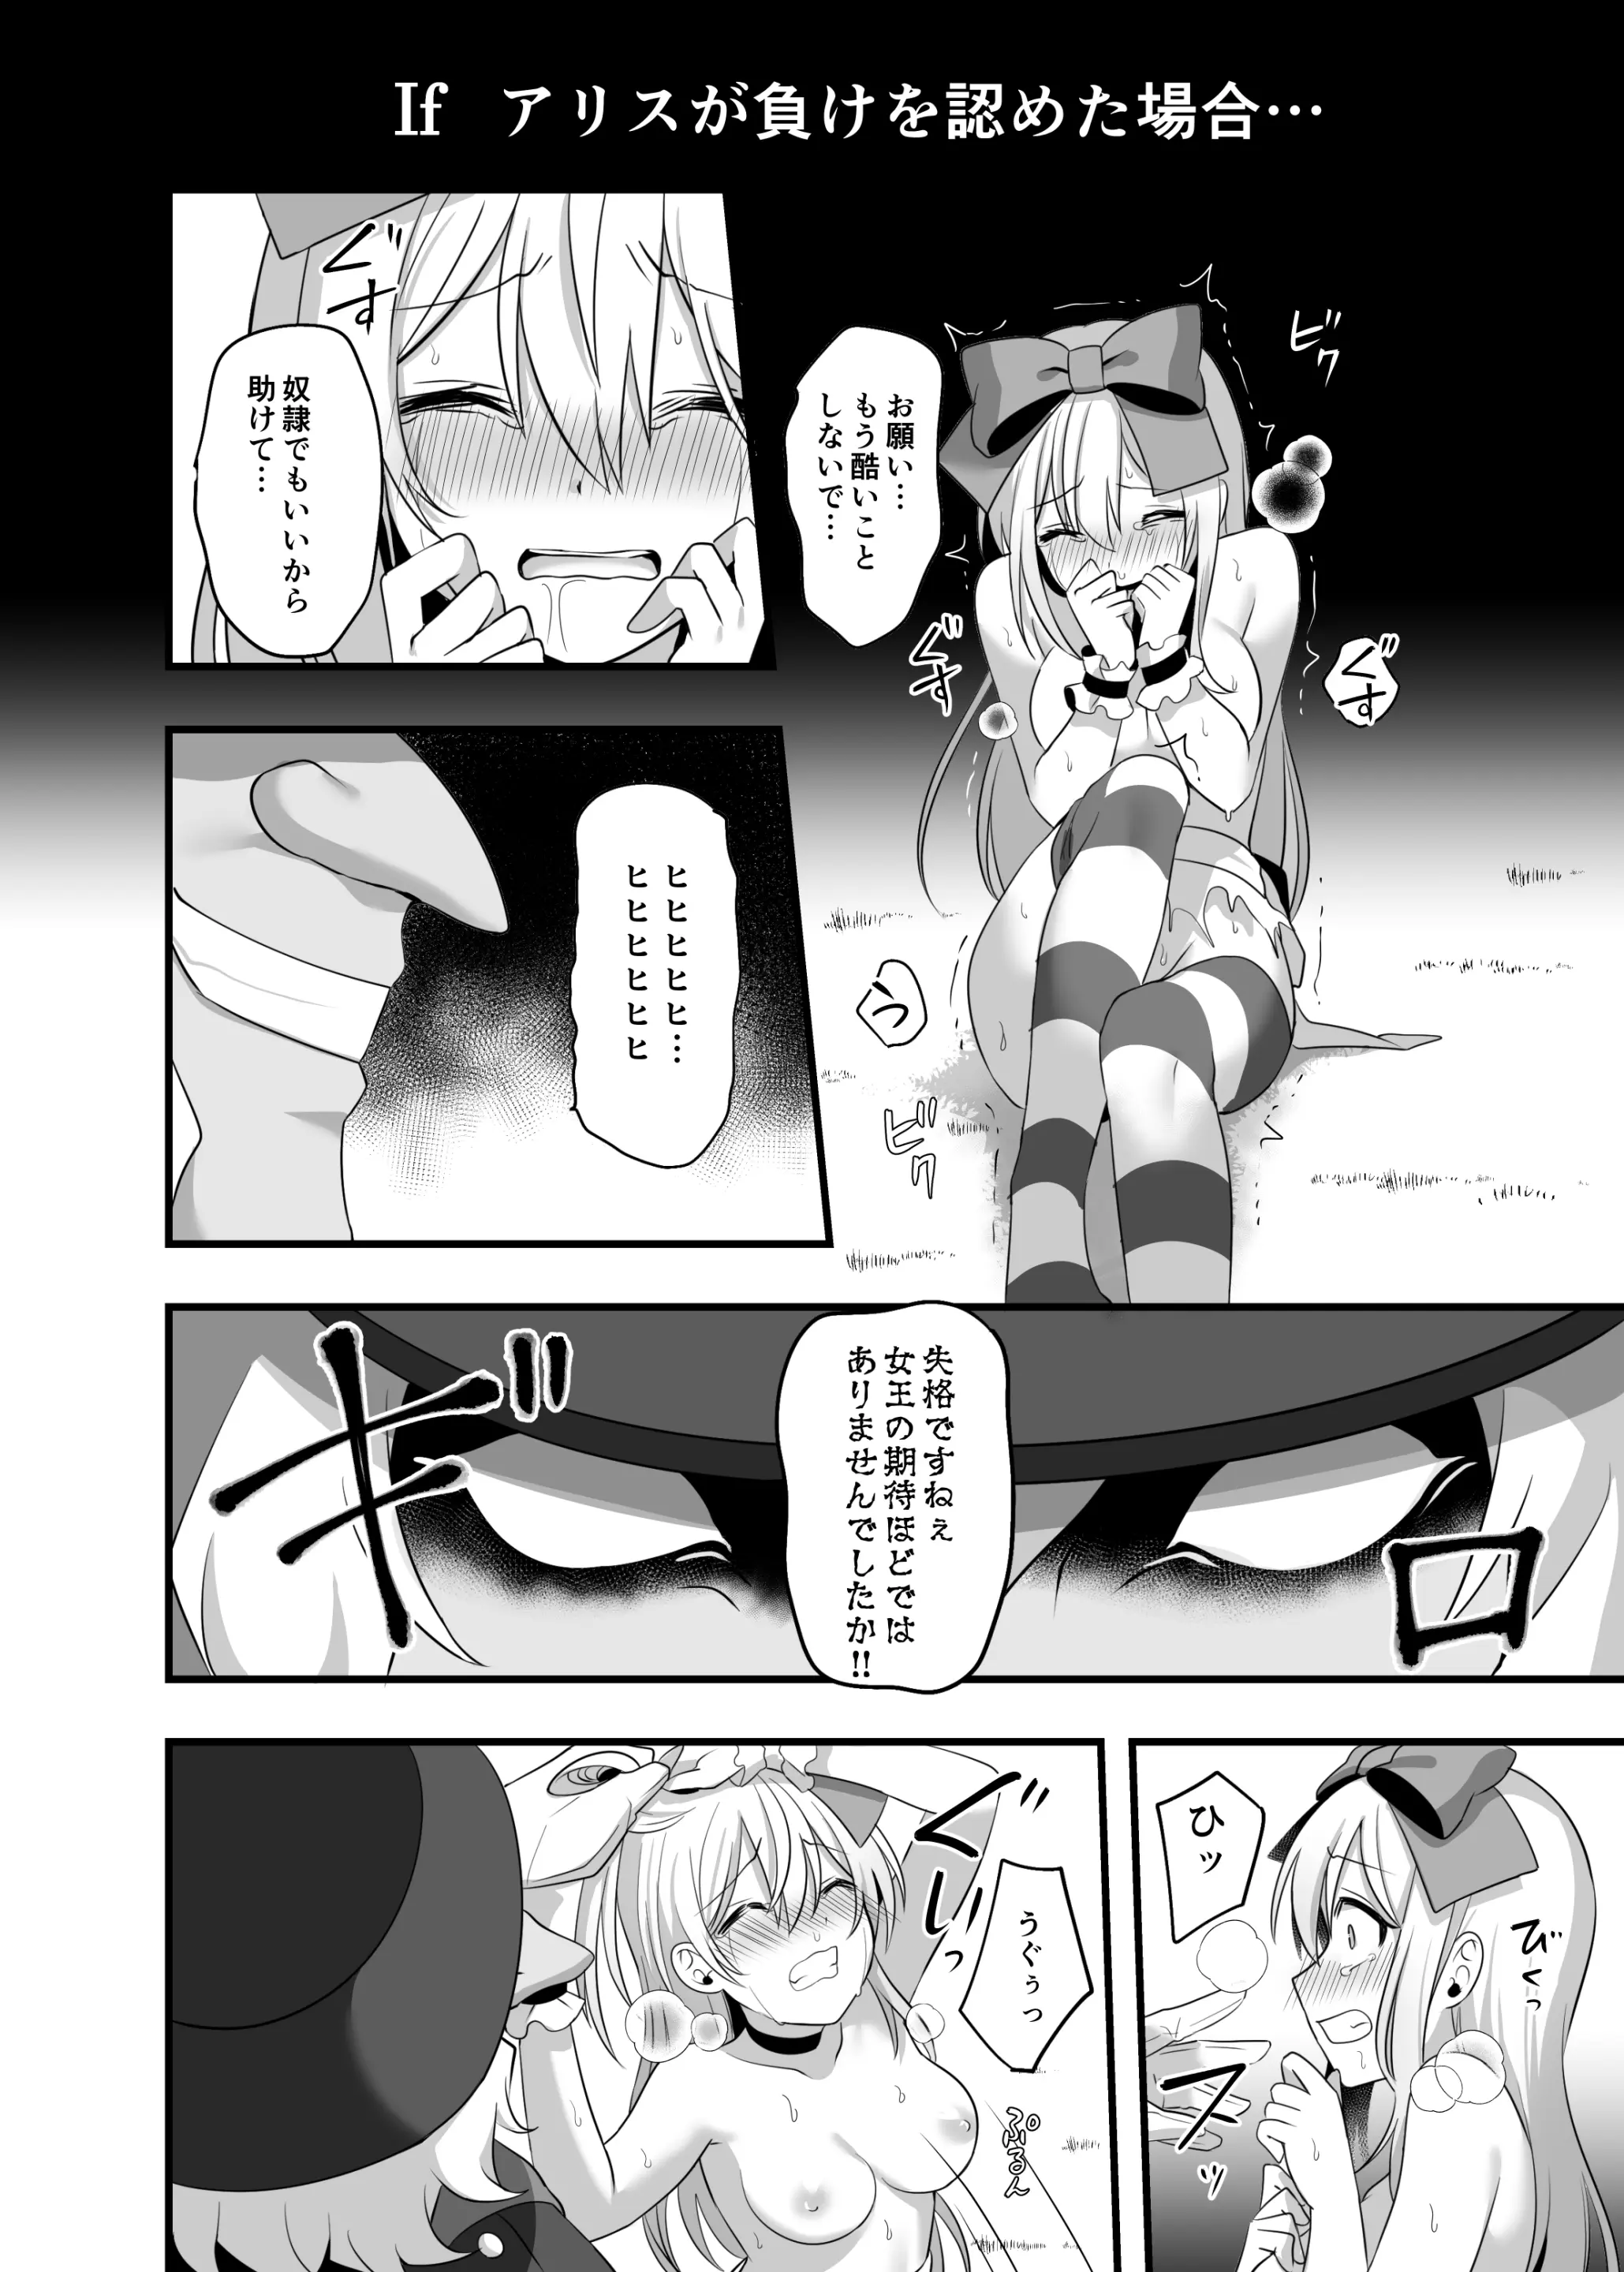 If　アリスが負けを認めた場合…
ビク
お願い…
もう酷いこと
しないで…
ぐす
ぐす
う
ビク
ぐす
奴隷でもいいから
助けて…
ヒヒヒヒヒ…
ヒヒヒヒヒヒ
失格ですねぇ
女王の期待ほどでは
ありませんでしたか!!
ギロ
ヒッ
びくっ
スッ
ぐいっ
うぐぅっ
ぷるん